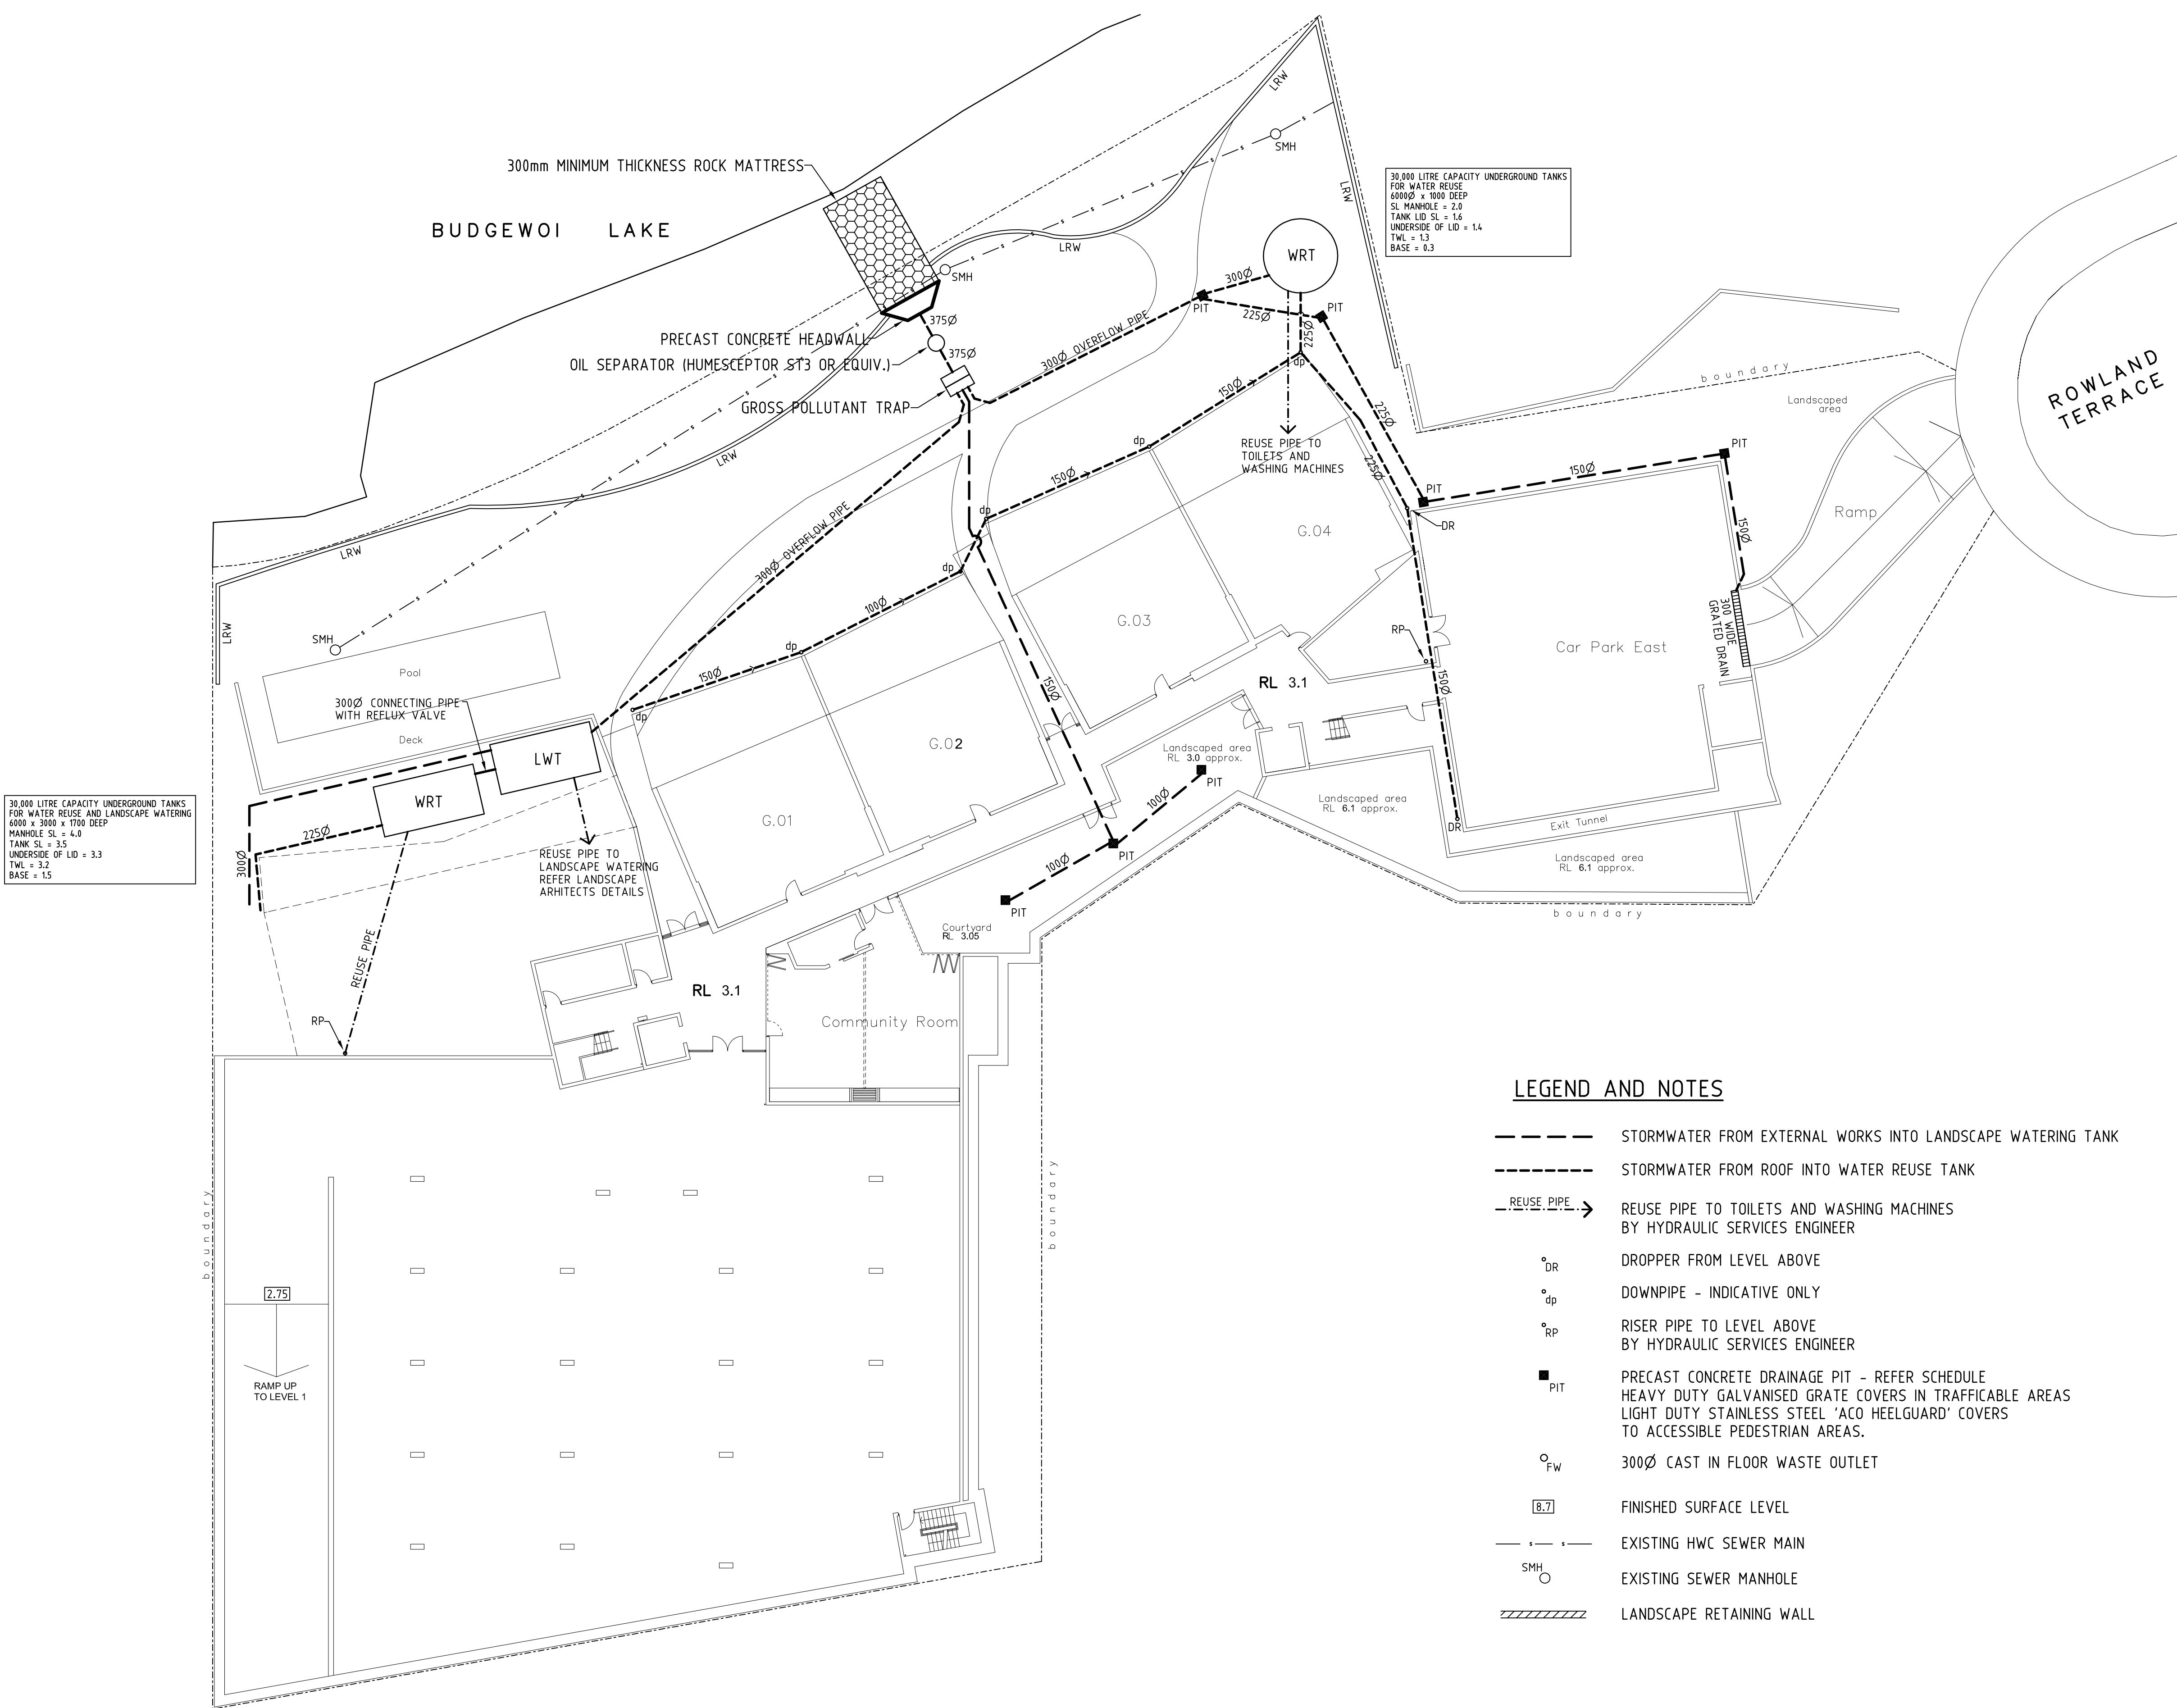 LRW
SMH
300mm MINIMUM THICKNESS ROCK MATTRESS
30,000 LITRE CAPACITY UNDERGROUND TANKS
FOR WATER REUSE
6000Ø x 1000 DEEP
SL MANHOLE = 2.0
TANK LID SL = 1.6
UNDERSIDE OF LID = 1.4
TWL = 1.3
BASE = 0.3
LRW
BUDGEWOI LAKE
LRW
WRT
SMH
300Ø
PIT
225Ø
PIT
225Ø
375Ø
PRECAST CONCRETE HEADWALL
OIL SEPARATOR (HUMESCEPTOR ST3 OR EQUIV.)
375Ø
GROSS POLLUTANT TRAP
300Ø OVERFLOW PIPE
dp
150Ø
boundary
ROWLAND
TERRACE
Landscaped
area
225Ø
REUSE PIPE TO
TOILETS AND
WASHING MACHINES
dp
150Ø
225Ø
PIT
150Ø
PIT
150Ø
DR
Ramp
LRW
LRW
LRW
dp
G.04
300Ø OVERFLOW PIPE
dp
100Ø
G.03
SMH
Pool
dp
150Ø
dp
300Ø CONNECTING PIPE
WITH REFLUX VALVE
Deck
LWT
WRT
RP
150Ø
300 WIDE
GRATED DRAIN
Car Park East
RL 3.1
150Ø
G.02
G.01
Landscaped area
RL 3.0 approx.
PIT
100Ø
PIT
100Ø
PIT
Landscaped area
RL 6.1 approx.
DR
Exit Tunnel
Landscaped area
RL 6.1 approx.
boundary
30,000 LITRE CAPACITY UNDERGROUND TANKS
FOR WATER REUSE AND LANDSCAPE WATERING
6000 x 3000 x 1700 DEEP
MANHOLE SL = 4.0
TANK SL = 3.5
UNDERSIDE OF LID = 3.3
TWL = 3.2
BASE = 1.5
225Ø
300Ø
REUSE PIPE TO
LANDSCAPE WATERING
REFER LANDSCAPE
ARHITECTS DETAILS
REUSE PIPE
RP
Courtyard
RL 3.05
RL 3.1
Community Room
boundary
boundary
2.75
RAMP UP
TO LEVEL 1
LEGEND AND NOTES
STORMWATER FROM EXTERNAL WORKS INTO LANDSCAPE WATERING TANK
STORMWATER FROM ROOF INTO WATER REUSE TANK
REUSE PIPE
REUSE PIPE TO TOILETS AND WASHING MACHINES
BY HYDRAULIC SERVICES ENGINEER
DR
DROPPER FROM LEVEL ABOVE
dp
DOWNPIPE - INDICATIVE ONLY
RP
RISER PIPE TO LEVEL ABOVE
BY HYDRAULIC SERVICES ENGINEER
PIT
PRECAST CONCRETE DRAINAGE PIT - REFER SCHEDULE
HEAVY DUTY GALVANISED GRATE COVERS IN TRAFFICABLE AREAS
LIGHT DUTY STAINLESS STEEL 'ACO HEELGUARD' COVERS
TO ACCESSIBLE PEDESTRIAN AREAS.
FW
300Ø CAST IN FLOOR WASTE OUTLET
8.7
FINISHED SURFACE LEVEL
s s
EXISTING HWC SEWER MAIN
SMH
EXISTING SEWER MANHOLE
LANDSCAPE RETAINING WALL